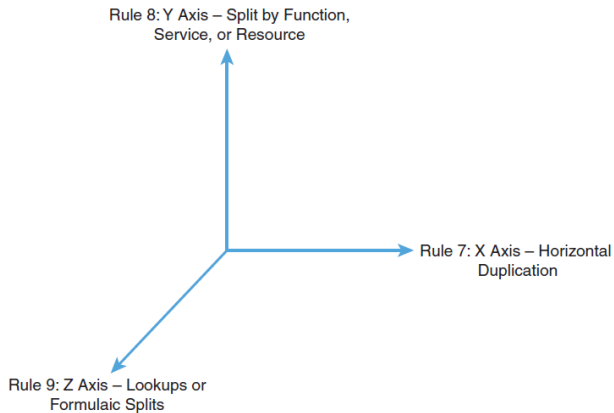 Rule 8: Y Axis – Split by Function,
Service, or Resource
Rule 7: X Axis – Horizontal
Duplication
Rule 9: Z Axis – Lookups or
Formulaic Splits